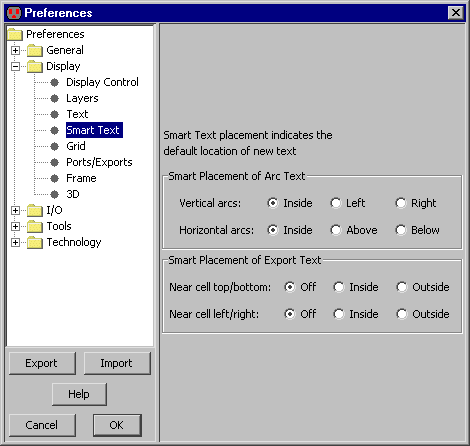 Preferences
Preferences
General
Display
Display Control
Layers
Text
Smart Text
Grid
Ports/Exports
Frame
3D
I/O
Tools
Technology
Export Import
Help
Cancel OK
Smart Text placement indicates the
default location of new text
Smart Placement of Arc Text
Vertical arcs: Inside Left Right
Horizontal arcs: Inside Above Below
Smart Placement of Export Text
Near cell top/bottom: Off Inside Outside
Near cell left/right: Off Inside Outside